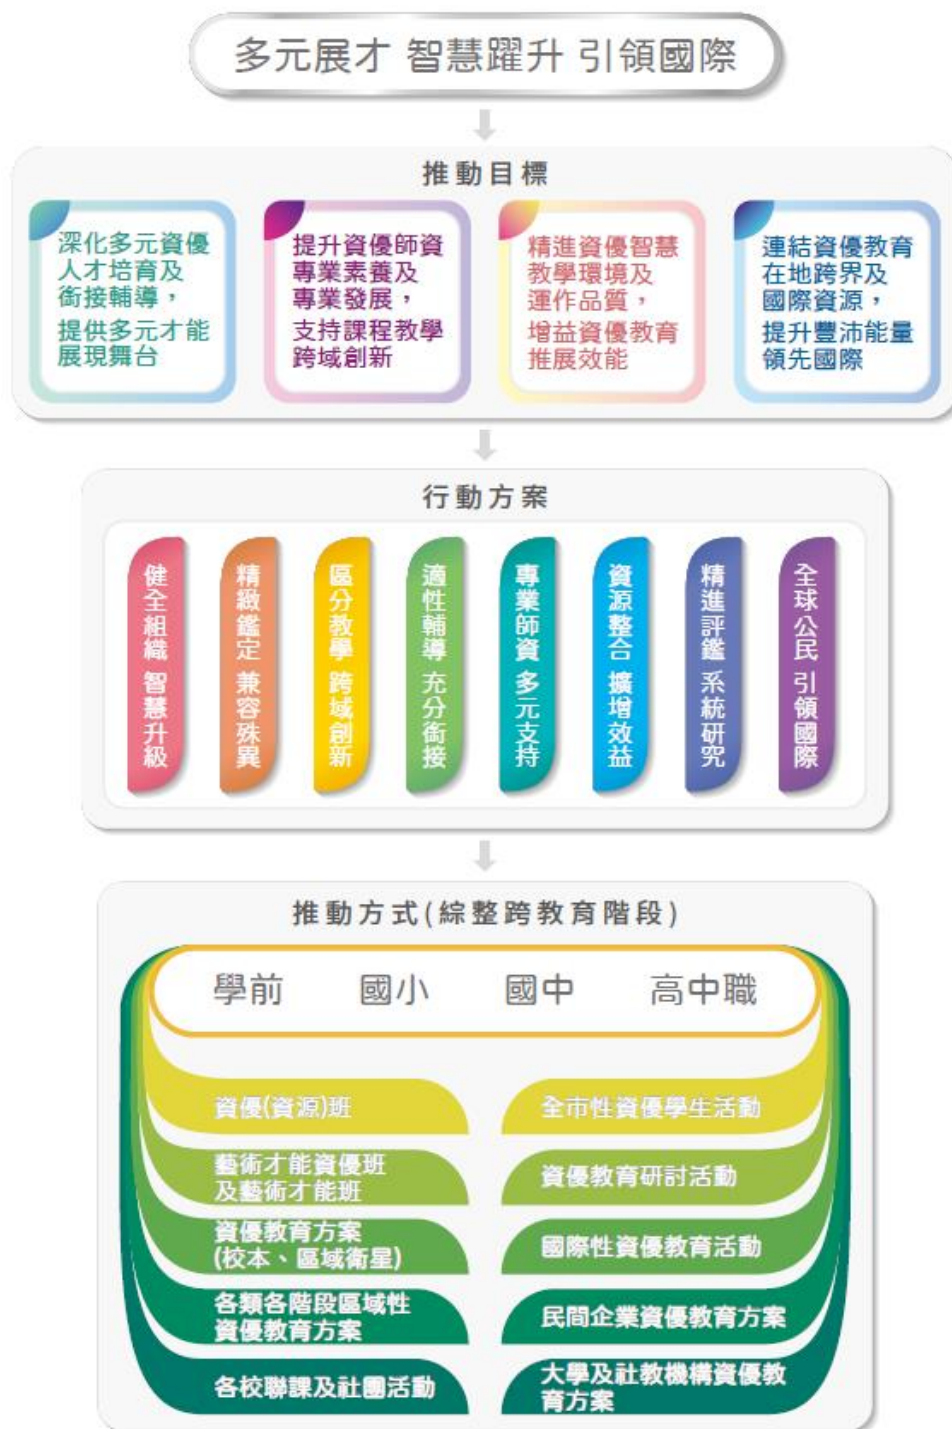 多元展才 智慧躍升 引領國際
推動目標
深化多元資優
人才培育及
銜接輔導，
提供多元才能
展現舞台
提升資優師資
專業素養及
專業發展，
支持課程教學
跨域創新
精進資優智慧
教學環境及
運作品質，
增益資優教育
推展效能
連結資優教育
在地跨界及
國際資源，
提升豐沛能量
領先國際
行動方案
健全組織 智慧升級
精緻鑑定 兼容殊異
區分教學 跨域創新
適性輔導 充分銜接
專業師資 多元支持
資源整合 擴增效益
精進評鑑 系統研究
全球公民 引領國際
推動方式(綜整跨教育階段)
學前 國小 國中 高中職
資優(資源)班
藝術才能資優班
及藝術才能班
資優教育方案
(校本、區域衛星)
各類各階段區域性
資優教育方案
各校聯課及社團活動
全市性資優學生活動
資優教育研討活動
國際性資優教育活動
民間企業資優教育方案
大學及社教機構資優教
育方案